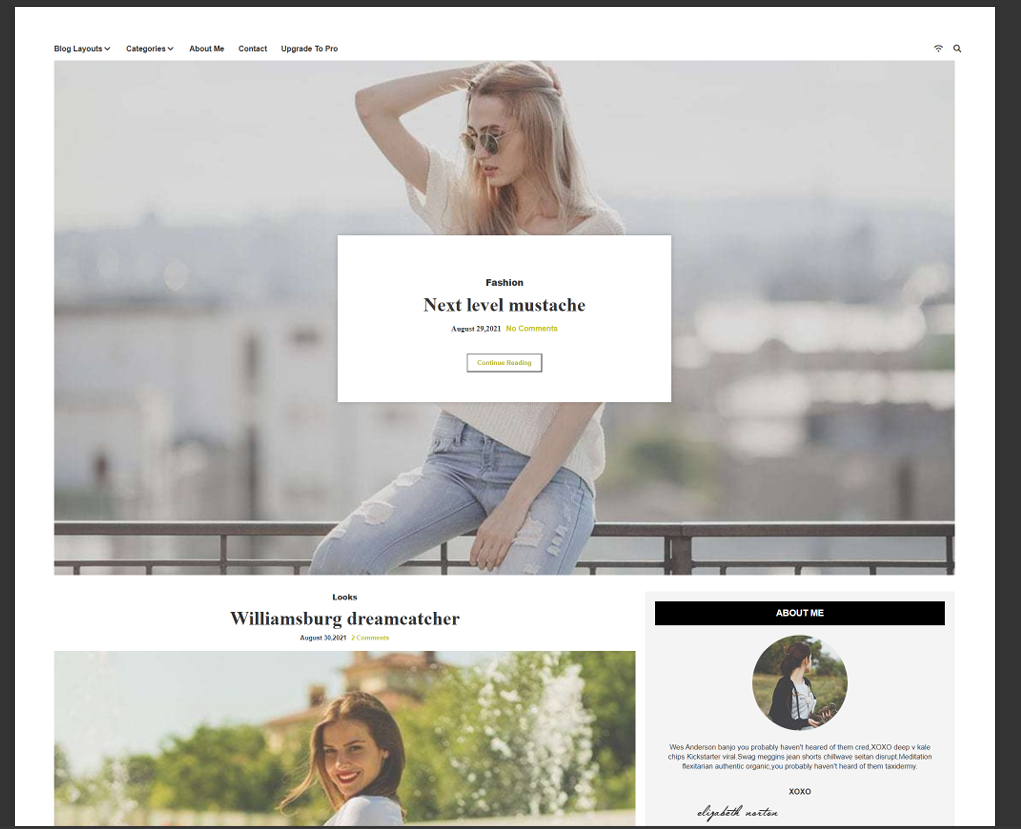 Blog Layouts Categories About Me Contact Upgrade To Pro
Fashion
Next level mustache
August 29,2021 No Comments
Continue Reading
Looks
Williamsburg dreamcatcher
August 30,2021 2 Comments
ABOUT ME
Wes Anderson banjo you probably haven't heared of them cred,XOXO deep v kale
chips Kickstarter viral.Swag meggins jean shorts chillwave seitan disrupt.Meditation
flexitarian authentic organic,you probably haven't heard of them taxidermy.
XOXO
elizabeth norton